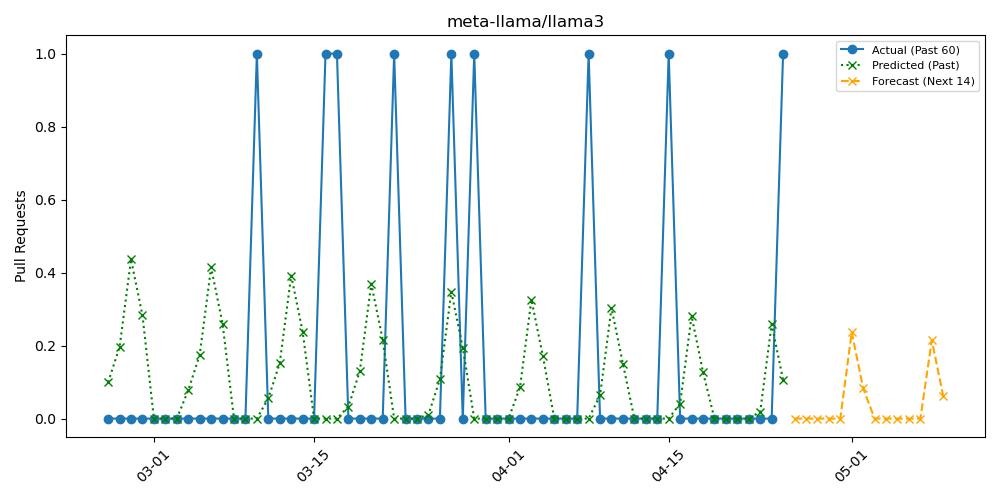 meta-llama/llama3
Actual (Past 60)
Predicted (Past)
Forecast (Next 14)
Pull Requests
1.0
0.8
0.6
0.4
0.2
0.0
03-01
03-15
04-01
04-15
05-01